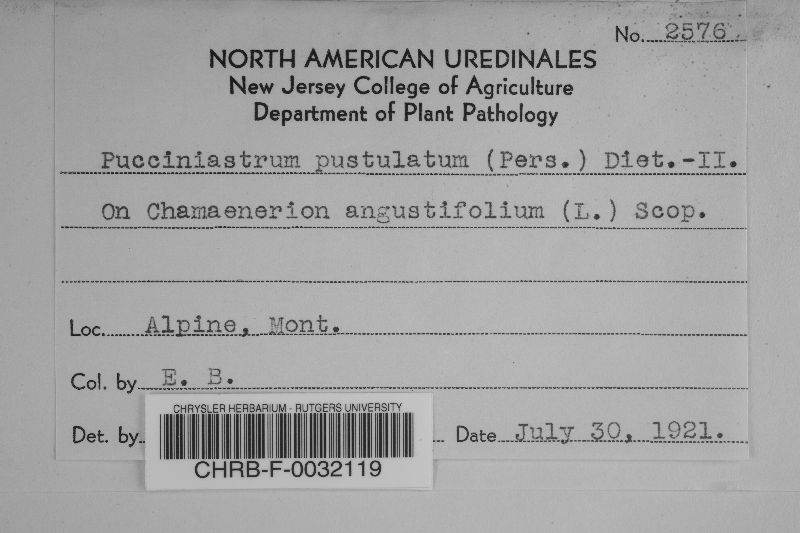 No. 2576
NORTH AMERICAN UREDINALES
New Jersey College of Agriculture
Department of Plant Pathology
Pucciniastrum pustulatum (Pers.) Diet.-II.
On Chamaenerion angustifolium (L.) Scop.
Loc. Alpine, Mont.
Col. by E. B.
Det. by
Date July 30, 1921.
CHRYSLER HERBARIUM - RUTGERS UNIVERSITY
CHRB-F-0032119